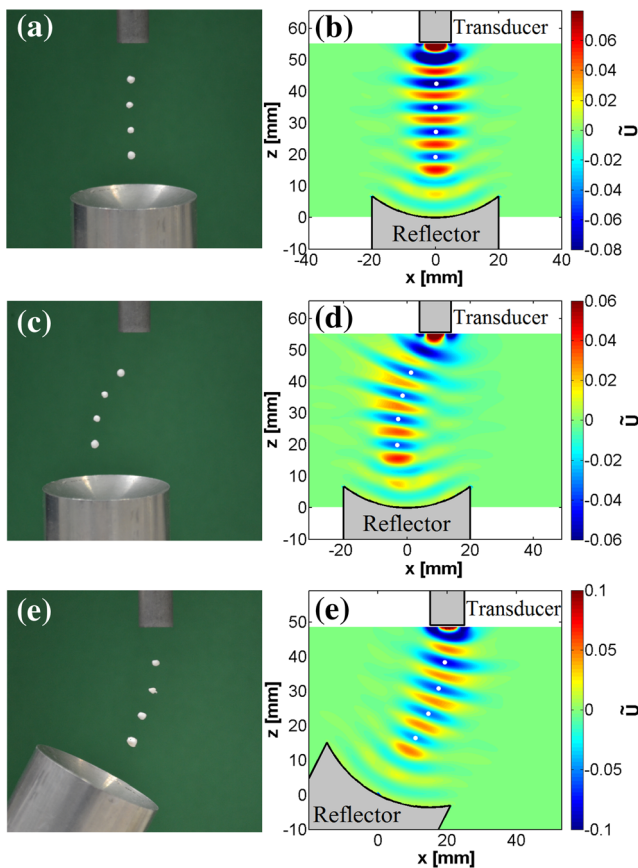 (a)
(b)
Transducer
60
50
40
30
20
10
0
-10
z [mm]
Reflector
-40
-20
0
20
40
x [mm]
0.08
0.06
0.04
0.02
0
-0.02
-0.04
-0.06
-0.08
Ũ
(c)
(d)
Transducer
60
50
40
30
20
10
0
-10
z [mm]
Reflector
-20
0
20
40
x [mm]
0.06
0.04
0.02
0
-0.02
-0.04
-0.06
Ũ
(e)
(e)
Transducer
50
40
30
20
10
0
-10
z [mm]
Reflector
0
20
40
x [mm]
0.1
0.05
0
-0.05
-0.1
Ũ